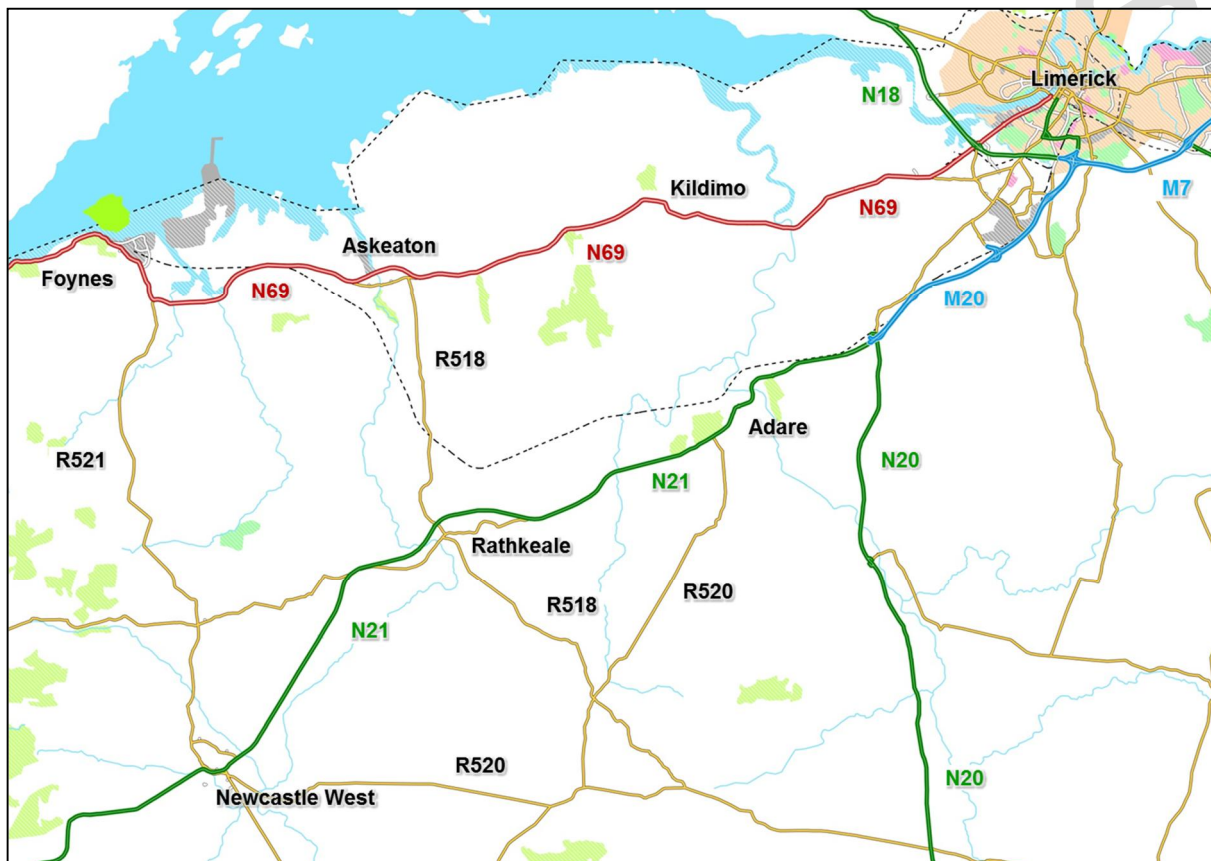 Limerick
N18
Kildimo
M7
N69
Askeaton
N69
Foynes
N69
M20
R518
Adare
R521
N20
N21
Rathkeale
R518
R520
N21
R520
N20
Newcastle West